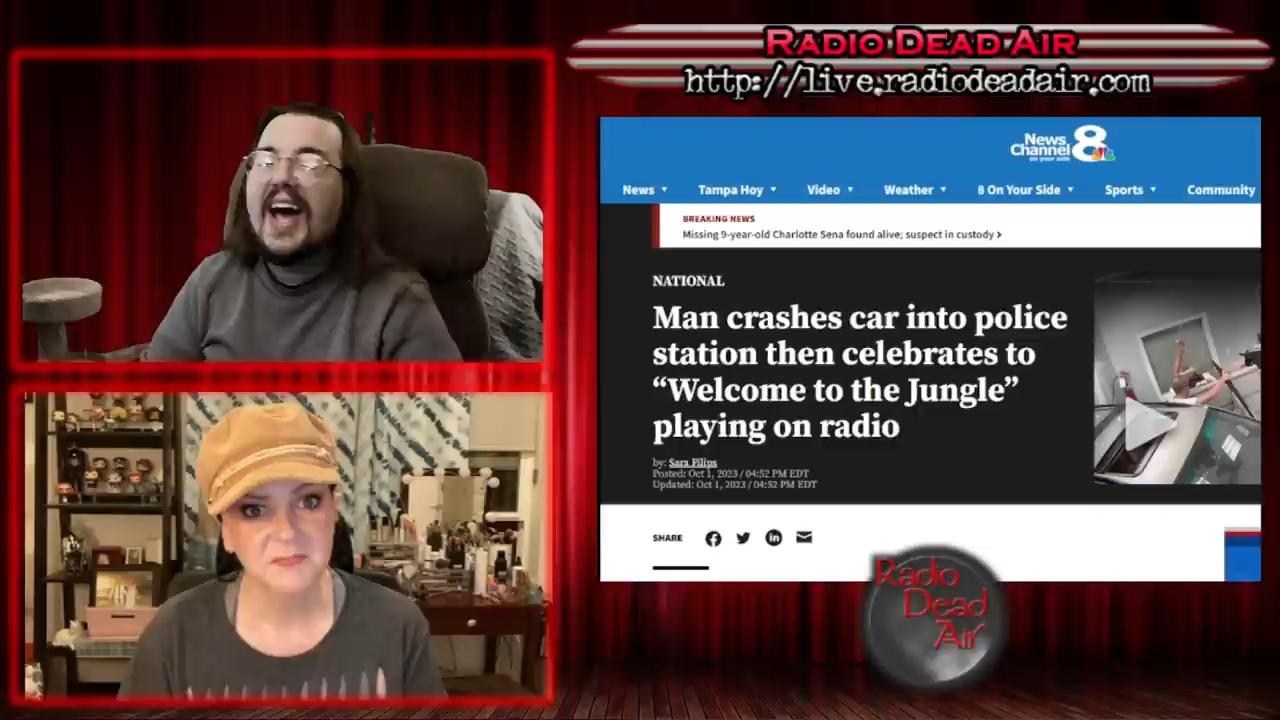 Radio Dead Air
http://live.radiodeadair.com
News
Channel 8
on your side
News
Tampa Hoy
Video
Weather
8 On Your Side
Sports
Community
BREAKING NEWS
Missing 9-year-old Charlotte Sena found alive; suspect in custody >
NATIONAL
Man crashes car into police
station then celebrates to
“Welcome to the Jungle”
playing on radio
by: Sara Filips
Posted: Oct 1, 2023 / 04:52 PM EDT
Updated: Oct 1, 2023 / 04:52 PM EDT
SHARE
Radio
Dead
Air